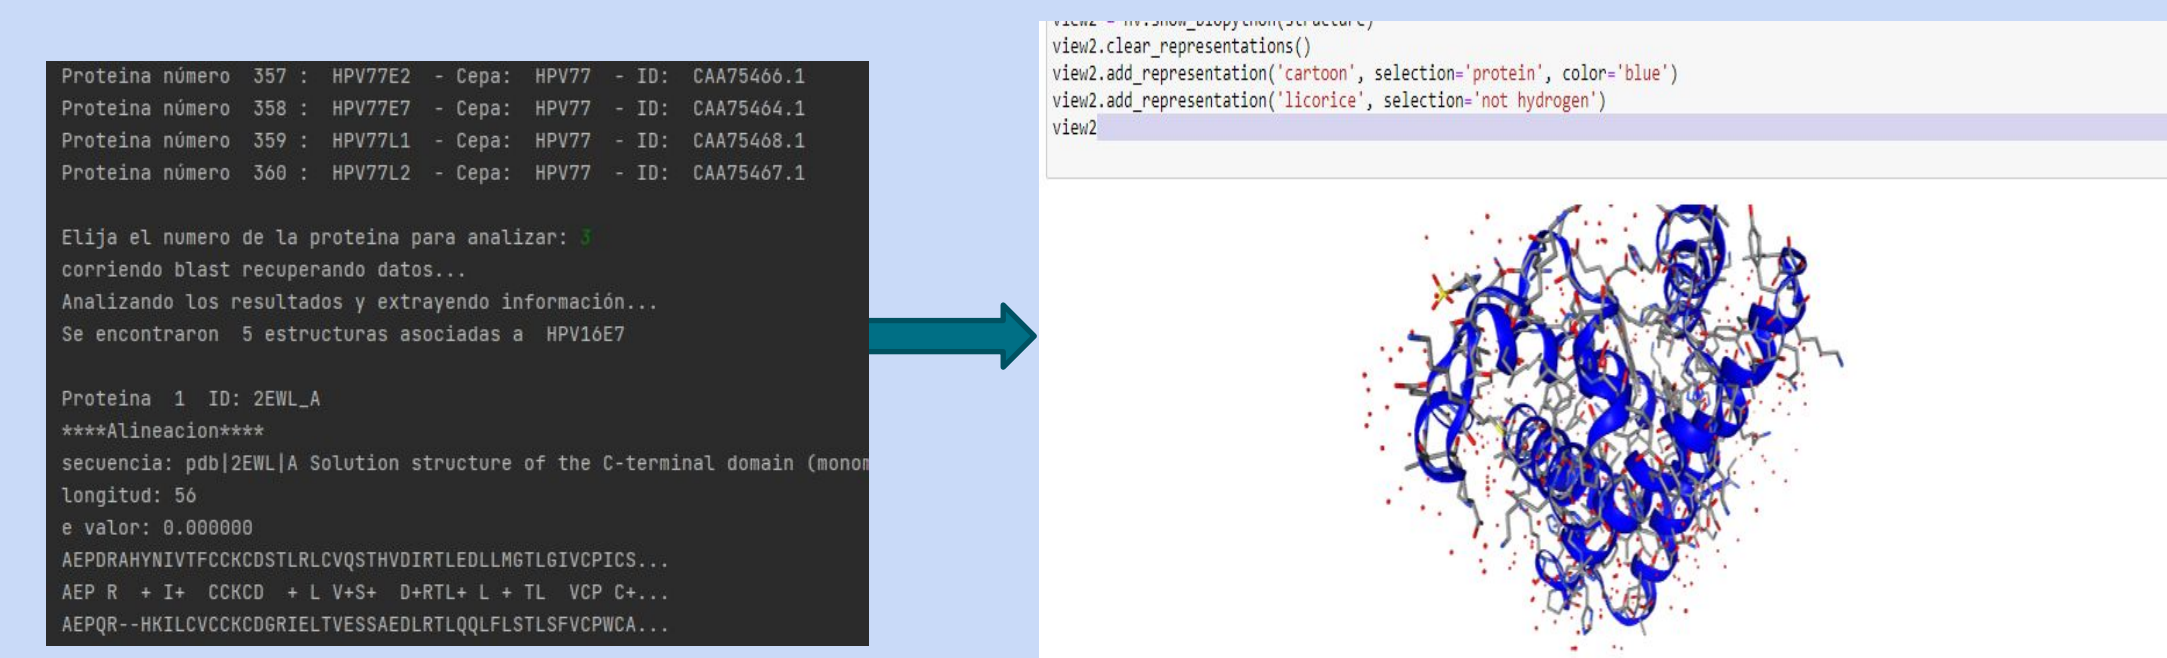 Proteina número  357 :  HPV77E2  - Cepa:  HPV77  - ID:  CAA75466.1
Proteina número  358 :  HPV77E7  - Cepa:  HPV77  - ID:  CAA75464.1
Proteina número  359 :  HPV77L1  - Cepa:  HPV77  - ID:  CAA75468.1
Proteina número  360 :  HPV77L2  - Cepa:  HPV77  - ID:  CAA75467.1
Elija el numero de la proteina para analizar: 3
corriendo blast recuperando datos...
Analizando los resultados y extrayendo información...
Se encontraron  5 estructuras asociadas a  HPV16E7
Proteina  1  ID: 2EWL_A
****Alineacion****
secuencia: pdb|2EWL|A Solution structure of the C-terminal domain (monom
longitud: 56
e valor: 0.000000
AEPDRAHYNIVTFCCKCDSTLRLCVQSTHVDIRTLEDLLMGTLGIVCPICS...
AEP R  + I+  CCKCD  + L V+S+  D+RTL+ L + TL  VCP C+...
AEPQR--HKILCVCCKCDGRIELTVESSAEDLRTLQQLFLSTLSFVCPWCA...
view2 = nv.show_biopython(structure)
view2.clear_representations()
view2.add_representation('cartoon', selection='protein', color='blue')
view2.add_representation('licorice', selection='not hydrogen')
view2